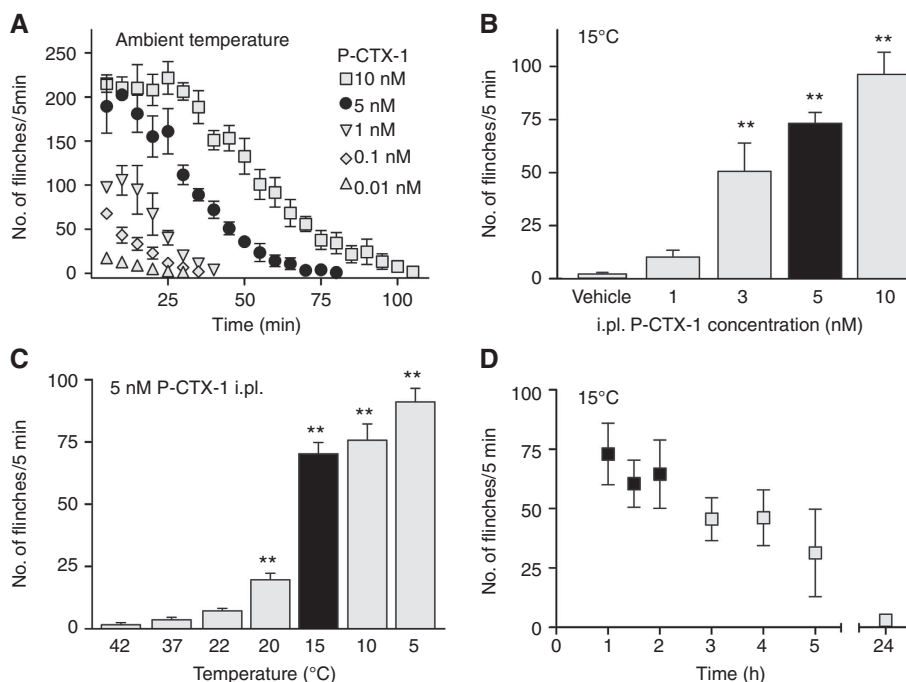 A
Ambient temperature
P-CTX-1
10 nM
5 nM
1 nM
0.1 nM
0.01 nM
No. of flinches/5min
250
200
150
100
50
0
25
50
75
100
Time (min)
B
15°C
**
**
**
No. of flinches/5 min
100
75
50
25
0
Vehicle
1
3
5
10
i.pl. P-CTX-1 concentration (nM)
C
5 nM P-CTX-1 i.pl.
**
**
**
**
No. of flinches/5 min
100
75
50
25
0
42
37
22
20
15
10
5
Temperature (°C)
D
15°C
No. of flinches/5 min
100
75
50
25
0
0
1
2
3
4
5
24
Time (h)